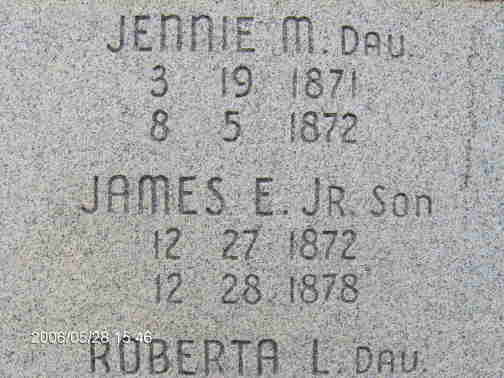 JENNIE M. DAU.
3 19 1871
8 5 1872
JAMES E. JR. SON
12 27 1872
12 28 1878
2006/05/28 15:46
ROBERTA L. DAU.